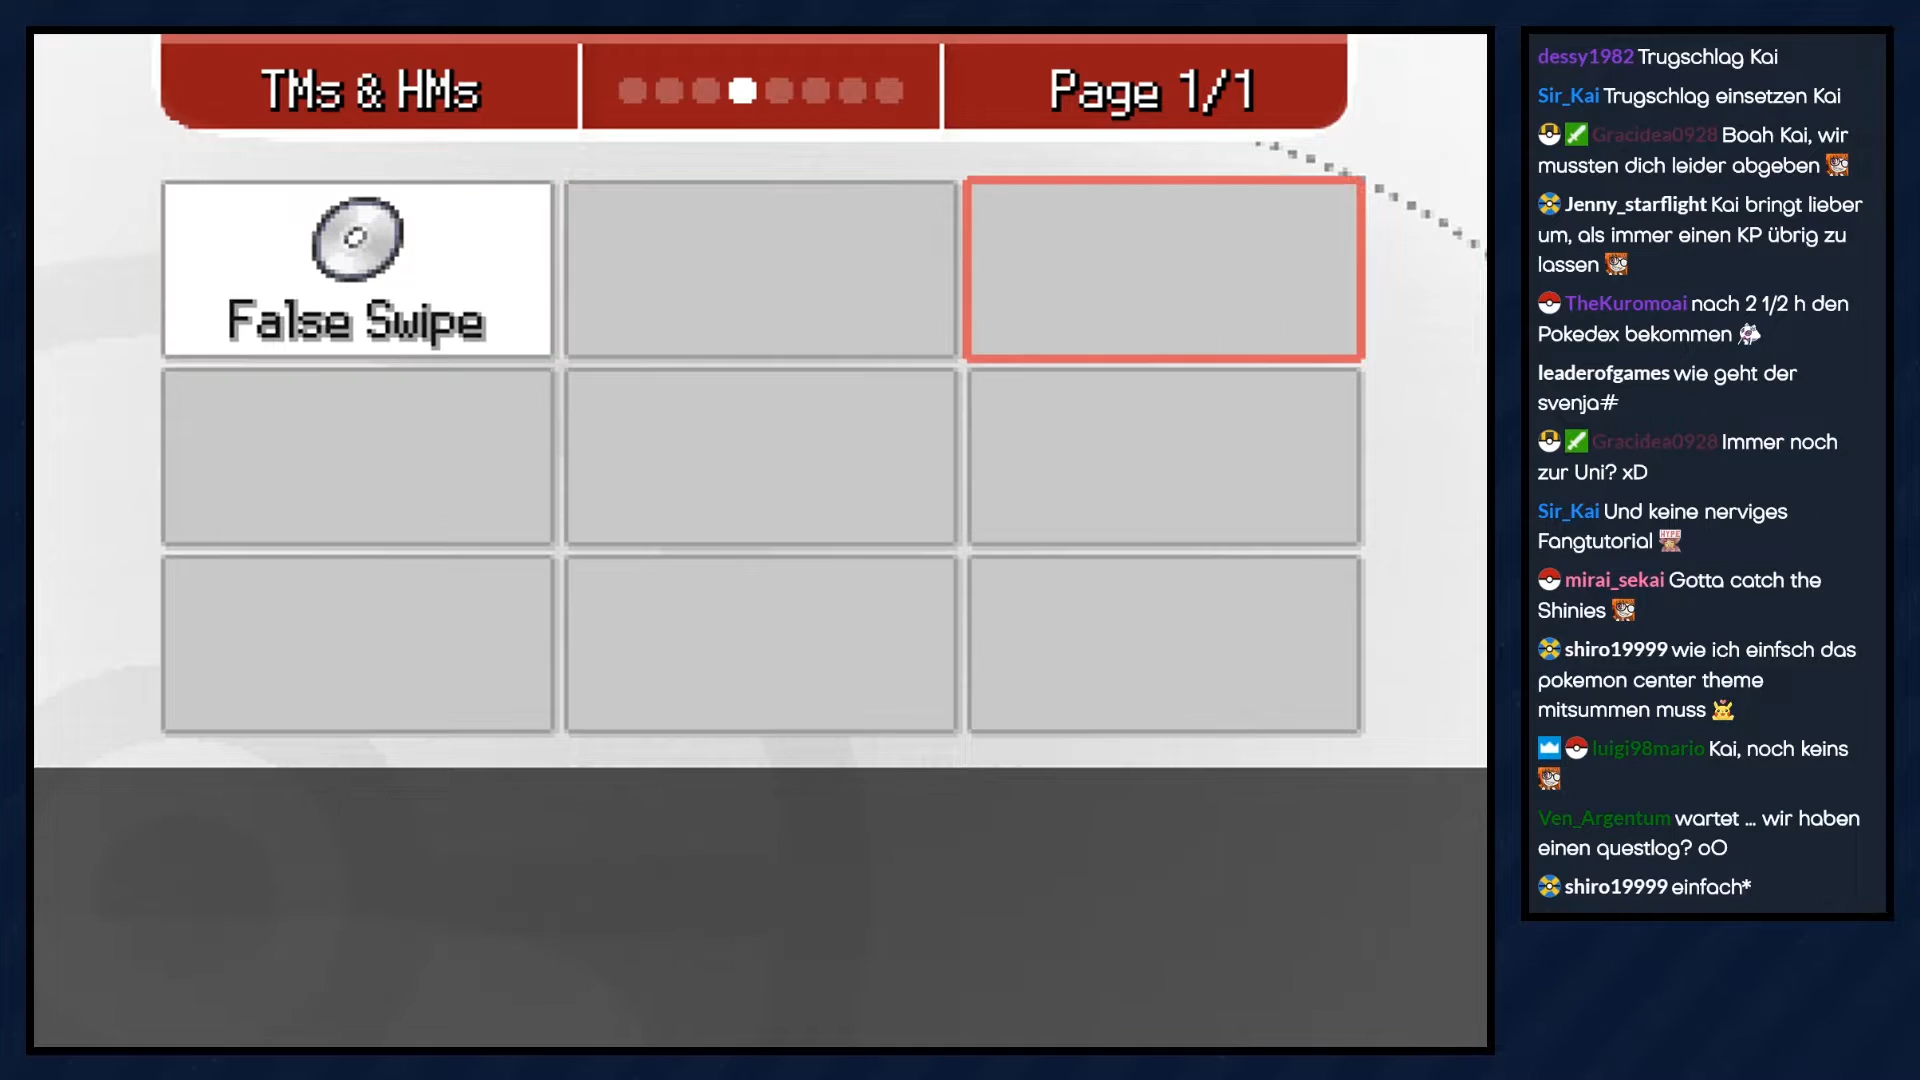 TMs & HMs
Page 1/1
False Swipe
dessy1982 Trugschlag Kai
Sir_Kai Trugschlag einsetzen Kai
Gracidea0928 Boah Kai, wir
mussten dich leider abgeben
Jenny_starflight Kai bringt lieber
um, als immer einen KP übrig zu
lassen
TheKuromoai nach 2 1/2 h den
Pokedex bekommen
leaderofgames wie geht der
svenja#
Gracidea0928 Immer noch
zur Uni? xD
Sir_Kai Und keine nerviges
Fangtutorial
mirai_sekai Gotta catch the
Shinies
shiro19999 wie ich einfsch das
pokemon center theme
mitsummen muss
luigi98mario Kai, noch keins
Ven_Argentum wartet ... wir haben
einen questlog? oO
shiro19999 einfach*